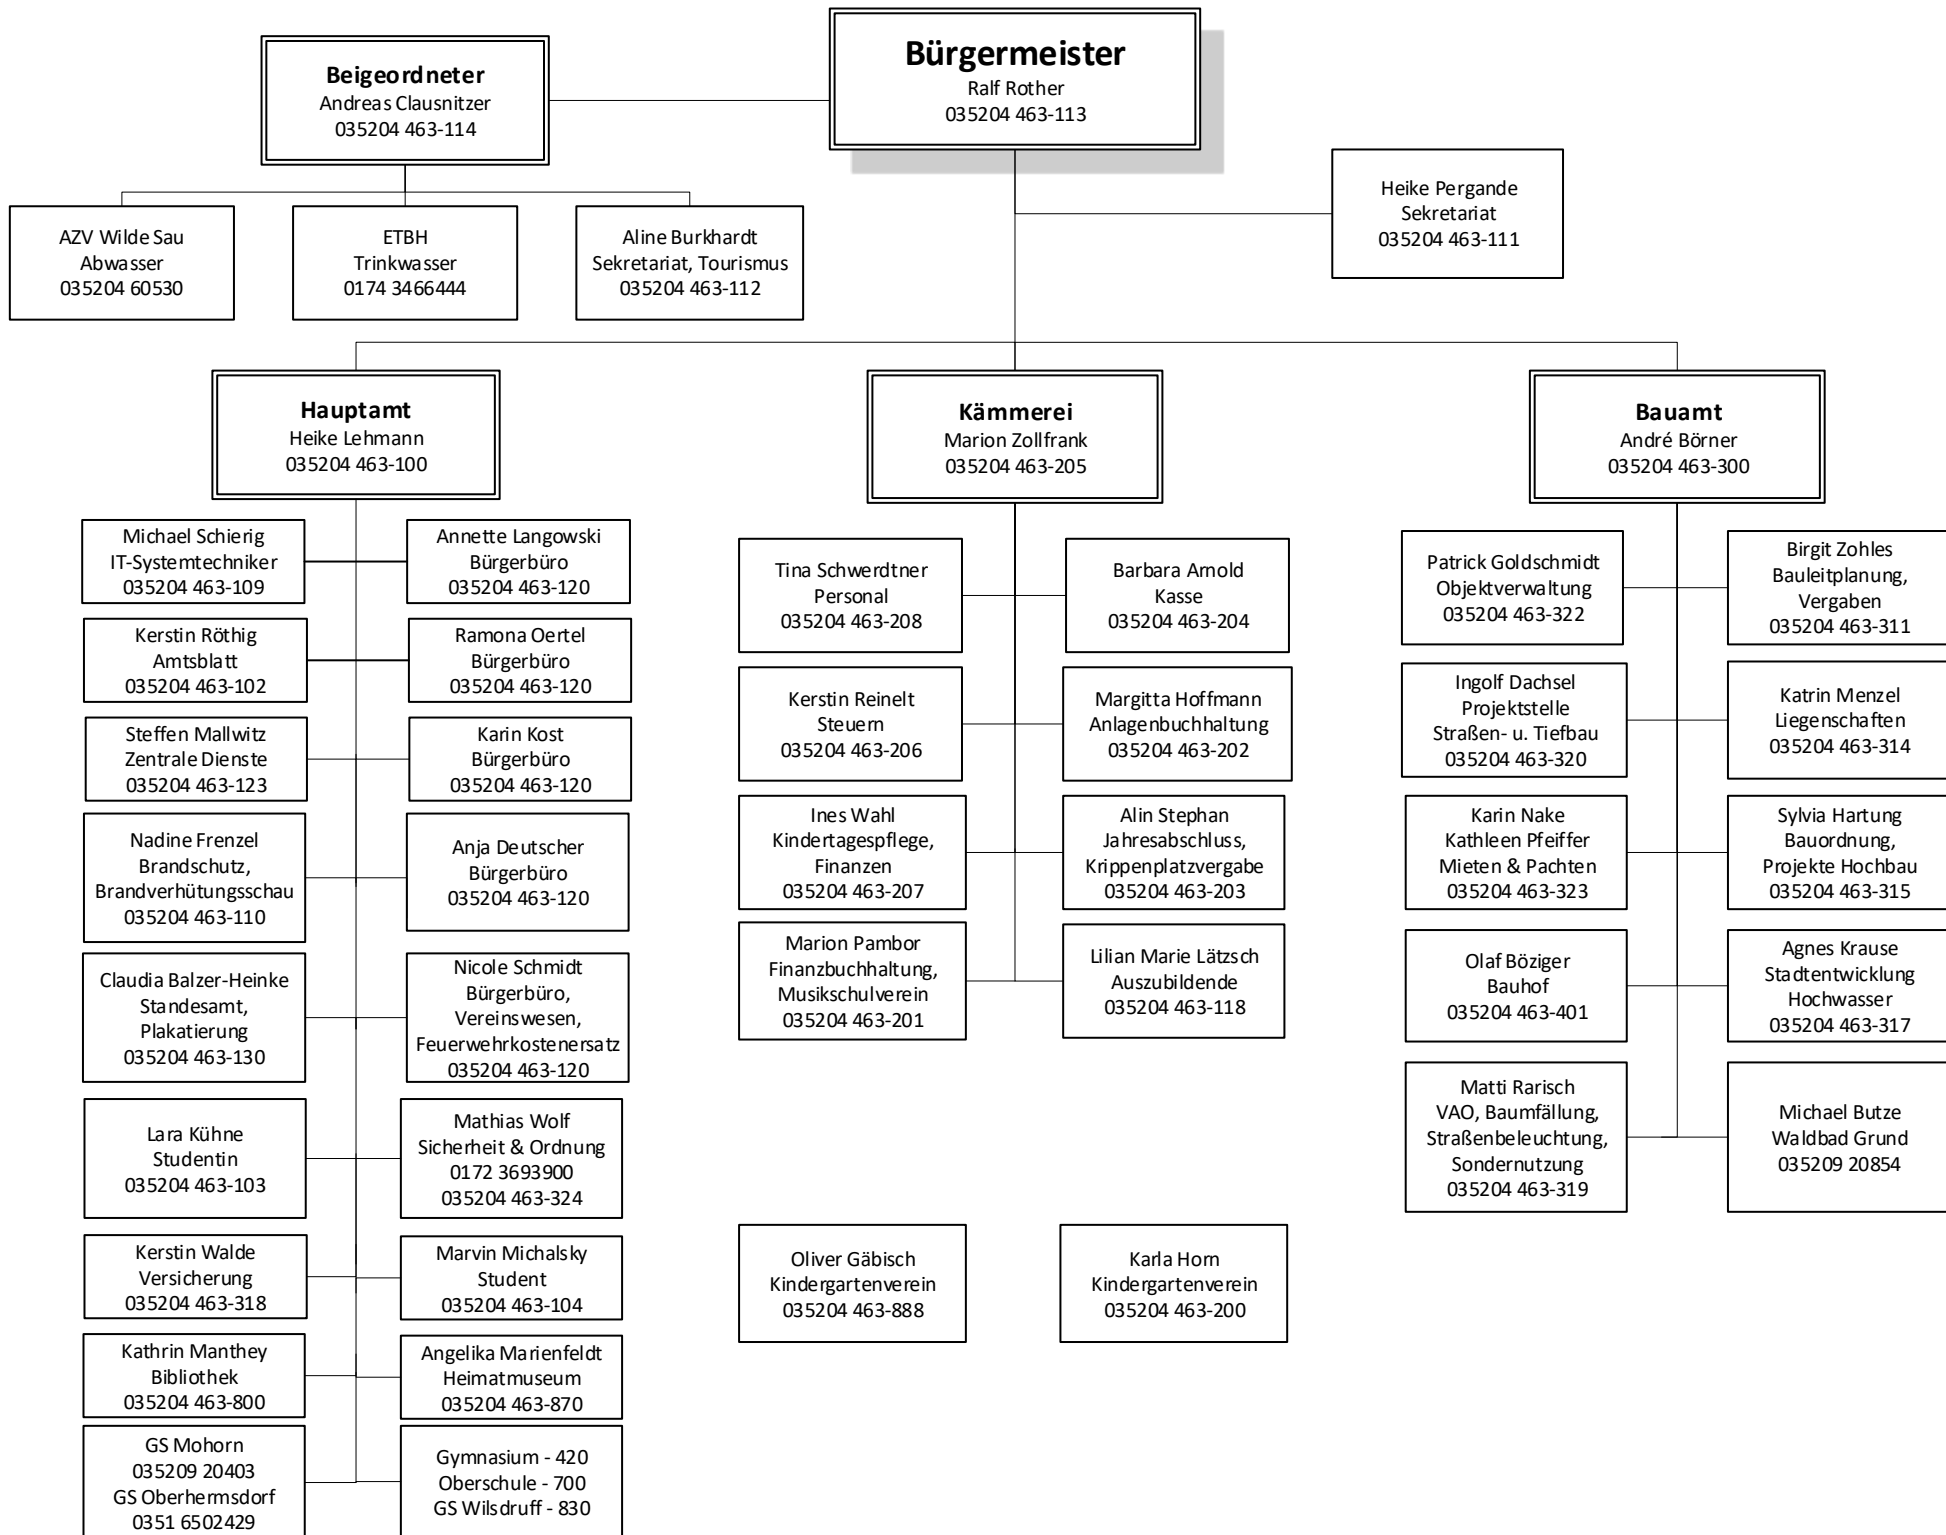 Bürgermeister
Ralf Rother
035204 463-113
Beigeordneter
Andreas Clausnitzer
035204 463-114
Heike Pergande
Sekretariat
035204 463-111
AZV Wilde Sau
Abwasser
035204 60530
ETBH
Trinkwasser
0174 3466444
Aline Burkhardt
Sekretariat, Tourismus
035204 463-112
Hauptamt
Heike Lehmann
035204 463-100
Michael Schierig
IT-Systemtechniker
035204 463-109
Annette Langowski
Bürgerbüro
035204 463-120
Kerstin Röthig
Amtsblatt
035204 463-102
Ramona Oertel
Bürgerbüro
035204 463-120
Steffen Mallwitz
Zentrale Dienste
035204 463-123
Karin Kost
Bürgerbüro
035204 463-120
Nadine Frenzel
Brandschutz,
Brandverhütungsschau
035204 463-110
Anja Deutscher
Bürgerbüro
035204 463-120
Claudia Balzer-Heinke
Standesamt,
Plakatierung
035204 463-130
Nicole Schmidt
Bürgerbüro,
Vereinswesen,
Feuerwehrkostenersatz
035204 463-120
Lara Kühne
Studentin
035204 463-103
Mathias Wolf
Sicherheit & Ordnung
0172 3693900
035204 463-324
Kerstin Walde
Versicherung
035204 463-318
Marvin Michalsky
Student
035204 463-104
Kathrin Manthey
Bibliothek
035204 463-800
Angelika Marienfeldt
Heimatmuseum
035204 463-870
GS Mohorn
035209 20403
GS Oberhermsdorf
0351 6502429
Gymnasium - 420
Oberschule - 700
GS Wilsdruff - 830
Kämmerei
Marion Zollfrank
035204 463-205
Tina Schwerdtner
Personal
035204 463-208
Barbara Arnold
Kasse
035204 463-204
Kerstin Reinelt
Steuern
035204 463-206
Margitta Hoffmann
Anlagenbuchhaltung
035204 463-202
Ines Wahl
Kindertagespflege,
Finanzen
035204 463-207
Alin Stephan
Jahresabschluss,
Krippenplatzvergabe
035204 463-203
Marion Pambor
Finanzbuchhaltung,
Musikschulverein
035204 463-201
Lilian Marie Lätzsch
Auszubildende
035204 463-118
Oliver Gäbisch
Kindergartenverein
035204 463-888
Karla Horn
Kindergartenverein
035204 463-200
Bauamt
André Börner
035204 463-300
Patrick Goldschmidt
Objektverwaltung
035204 463-322
Birgit Zohles
Bauleitplanung,
Vergaben
035204 463-311
Ingolf Dachsel
Projektstelle
Straßen- u. Tiefbau
035204 463-320
Katrin Menzel
Liegenschaften
035204 463-314
Karin Nake
Kathleen Pfeiffer
Mieten & Pachten
035204 463-323
Sylvia Hartung
Bauordnung,
Projekte Hochbau
035204 463-315
Olaf Böziger
Bauhof
035204 463-401
Agnes Krause
Stadtentwicklung
Hochwasser
035204 463-317
Matti Rarisch
VAO, Baumfällung,
Straßenbeleuchtung,
Sondernutzung
035204 463-319
Michael Butze
Waldbad Grund
035209 20854